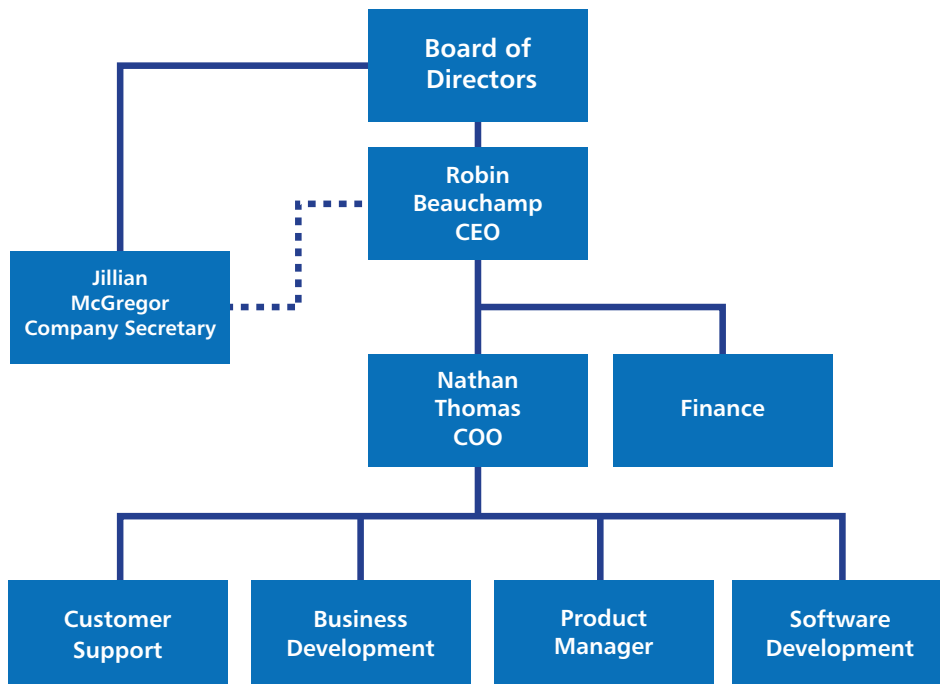 Board of
Directors
Robin
Beauchamp
CEO
Jillian
McGregor
Company Secretary
Nathan
Thomas
COO
Finance
Customer
Support
Business
Development
Product
Manager
Software
Development